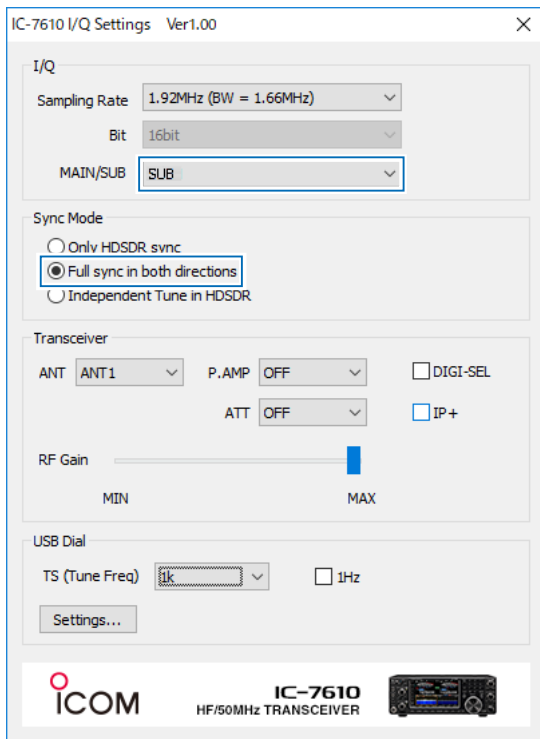 IC-7610 I/Q Settings Ver1.00
I/Q
Sampling Rate 1.92MHz (BW = 1.66MHz)
Bit 16bit
MAIN/SUB SUB
Sync Mode
Only HDSDR sync
Full sync in both directions
Independent Tune in HDSDR
Transceiver
ANT ANT1 P.AMP OFF DIGI-SEL
ATT OFF IP+
RF Gain
MIN MAX
USB Dial
TS (Tune Freq) 1k 1Hz
Settings...
ICOM IC-7610
HF/50MHz TRANSCEIVER